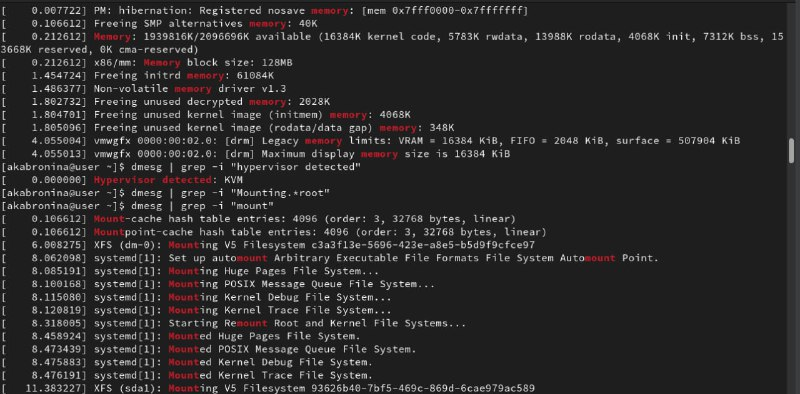 [    0.007722] PM: hibernation: Registered nosave memory: [mem 0x7fff0000-0x7fffffff]
[    0.106612] Freeing SMP alternatives memory: 40K
[    0.212612] Memory: 1939816K/2096696K available (16384K kernel code, 5783K rwdata, 13988K rodata, 4068K init, 7312K bss, 15
3668K reserved, 0K cma-reserved)
[    0.212612] x86/mm: Memory block size: 128MB
[    1.454724] Freeing initrd memory: 61084K
[    1.486377] Non-volatile memory driver v1.3
[    1.802732] Freeing unused decrypted memory: 2028K
[    1.804701] Freeing unused kernel image (initmem) memory: 4068K
[    1.805096] Freeing unused kernel image (rodata/data gap) memory: 348K
[    4.055004] vmwgfx 0000:00:02.0: [drm] Legacy memory limits: VRAM = 16384 KiB, FIFO = 2048 KiB, surface = 507904 KiB
[    4.055013] vmwgfx 0000:00:02.0: [drm] Maximum display memory size is 16384 KiB
[akabronina@user ~]$ dmesg | grep -i "hypervisor detected"
[    0.000000] Hypervisor detected: KVM
[akabronina@user ~]$ dmesg | grep -i "Mounting.*root"
[akabronina@user ~]$ dmesg | grep -i "mount"
[    0.106612] Mount-cache hash table entries: 4096 (order: 3, 32768 bytes, linear)
[    0.106612] Mountpoint-cache hash table entries: 4096 (order: 3, 32768 bytes, linear)
[    6.008275] XFS (dm-0): Mounting V5 Filesystem c3a3f13e-5696-423e-a8e5-b5d9f9cfce97
[    8.062098] systemd[1]: Set up automount Arbitrary Executable File Formats File System Automount Point.
[    8.085191] systemd[1]: Mounting Huge Pages File System...
[    8.100168] systemd[1]: Mounting POSIX Message Queue File System...
[    8.115080] systemd[1]: Mounting Kernel Debug File System...
[    8.120819] systemd[1]: Mounting Kernel Trace File System...
[    8.318005] systemd[1]: Starting Remount Root and Kernel File Systems...
[    8.458924] systemd[1]: Mounted Huge Pages File System.
[    8.473439] systemd[1]: Mounted POSIX Message Queue File System.
[    8.475883] systemd[1]: Mounted Kernel Debug File System.
[    8.476191] systemd[1]: Mounted Kernel Trace File System.
[   11.383227] XFS (sda1): Mounting V5 Filesystem 93626b40-7bf5-469c-869d-6cae979ac589